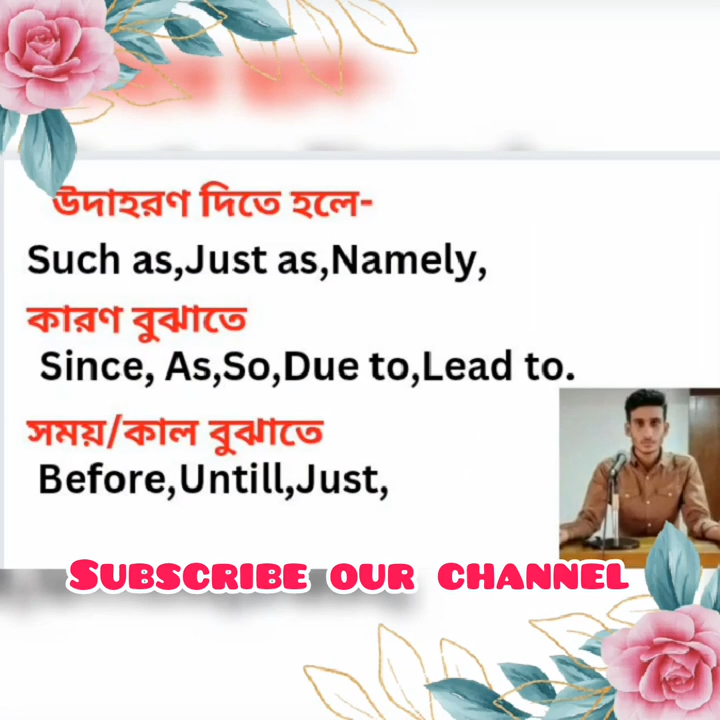 উদাহরণ দিতে হলে-
Such as,Just as,Namely,
কারণ বুঝাতে
Since, As,So,Due to,Lead to.
সময়/কাল বুঝাতে
Before,Untill,Just,
SUBSCRIBE OUR CHANNEL